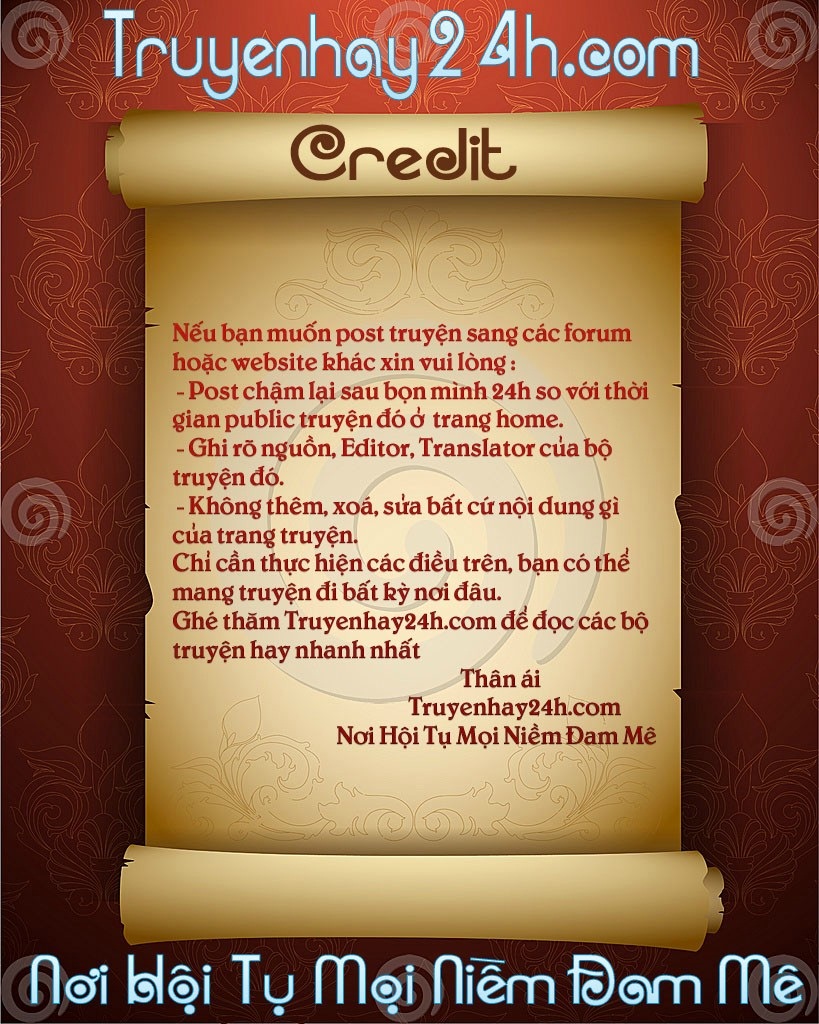 Truyenhay24h.com
Credit
Nếu bạn muốn post truyện sang các forum
hoặc website khác xin vui lòng :
- Post chậm lại sau bọn mình 24h so với thời
gian public truyện đó ở trang home.
- Ghi rõ nguồn, Editor, Translator của bộ
truyện đó.
- Không thêm, xoá, sửa bất cứ nội dung gì
của trang truyện.
Chỉ cần thực hiện các điều trên, bạn có thể
mang truyện đi bất kỳ nơi đâu.
Ghé thăm Truyenhay24h.com để đọc các bộ
truyện hay nhanh nhất
Thân ái
Truyenhay24h.com
Nơi Hội Tụ Mọi Niềm Đam Mê
Nơi Hội Tụ Mọi Niềm Đam Mê